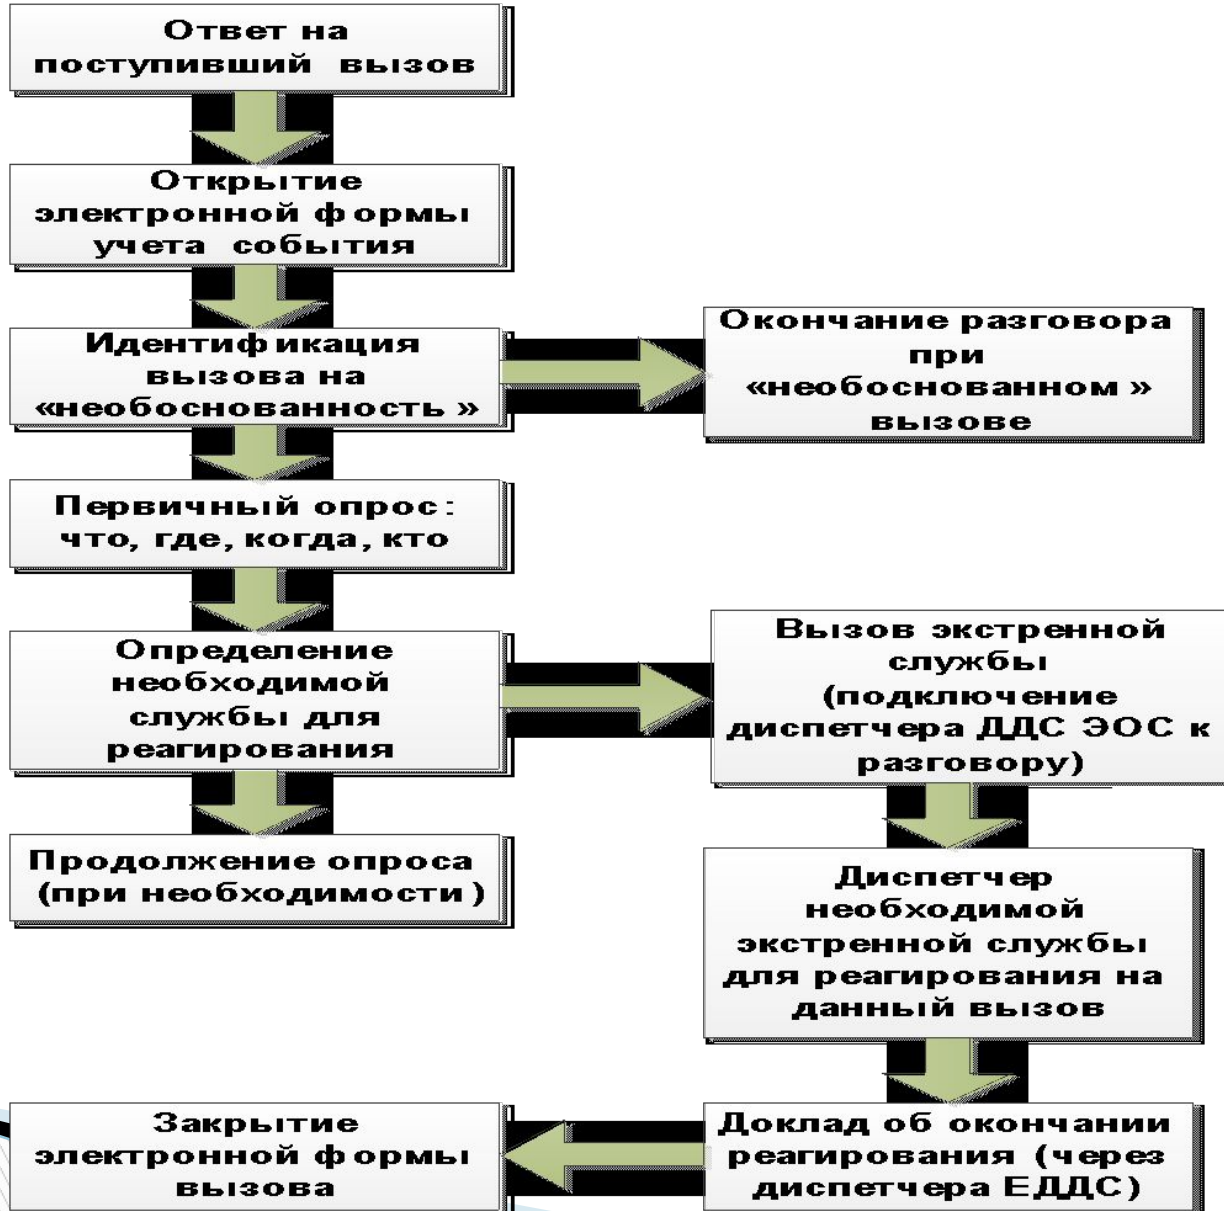 Ответ на
поступивший вызов
Открытие
электронной формы
учета события
Идентификация
вызова на
«необоснованность »
Окончание разговора
при
«необоснованном »
вызове
Первичный опрос:
что, где, когда, кто
Определение
необходимой
службы для
реагирования
Вызов экстренной
службы
(подключение
диспетчера ДДС ЭОС к
разговору)
Продолжение опроса
(при необходимости)
Диспетчер
необходимой
экстренной службы
для реагирования на
данный вызов
Доклад об окончании
реагирования (через
диспетчера ЕДДС)
Закрытие
электронной формы
вызова